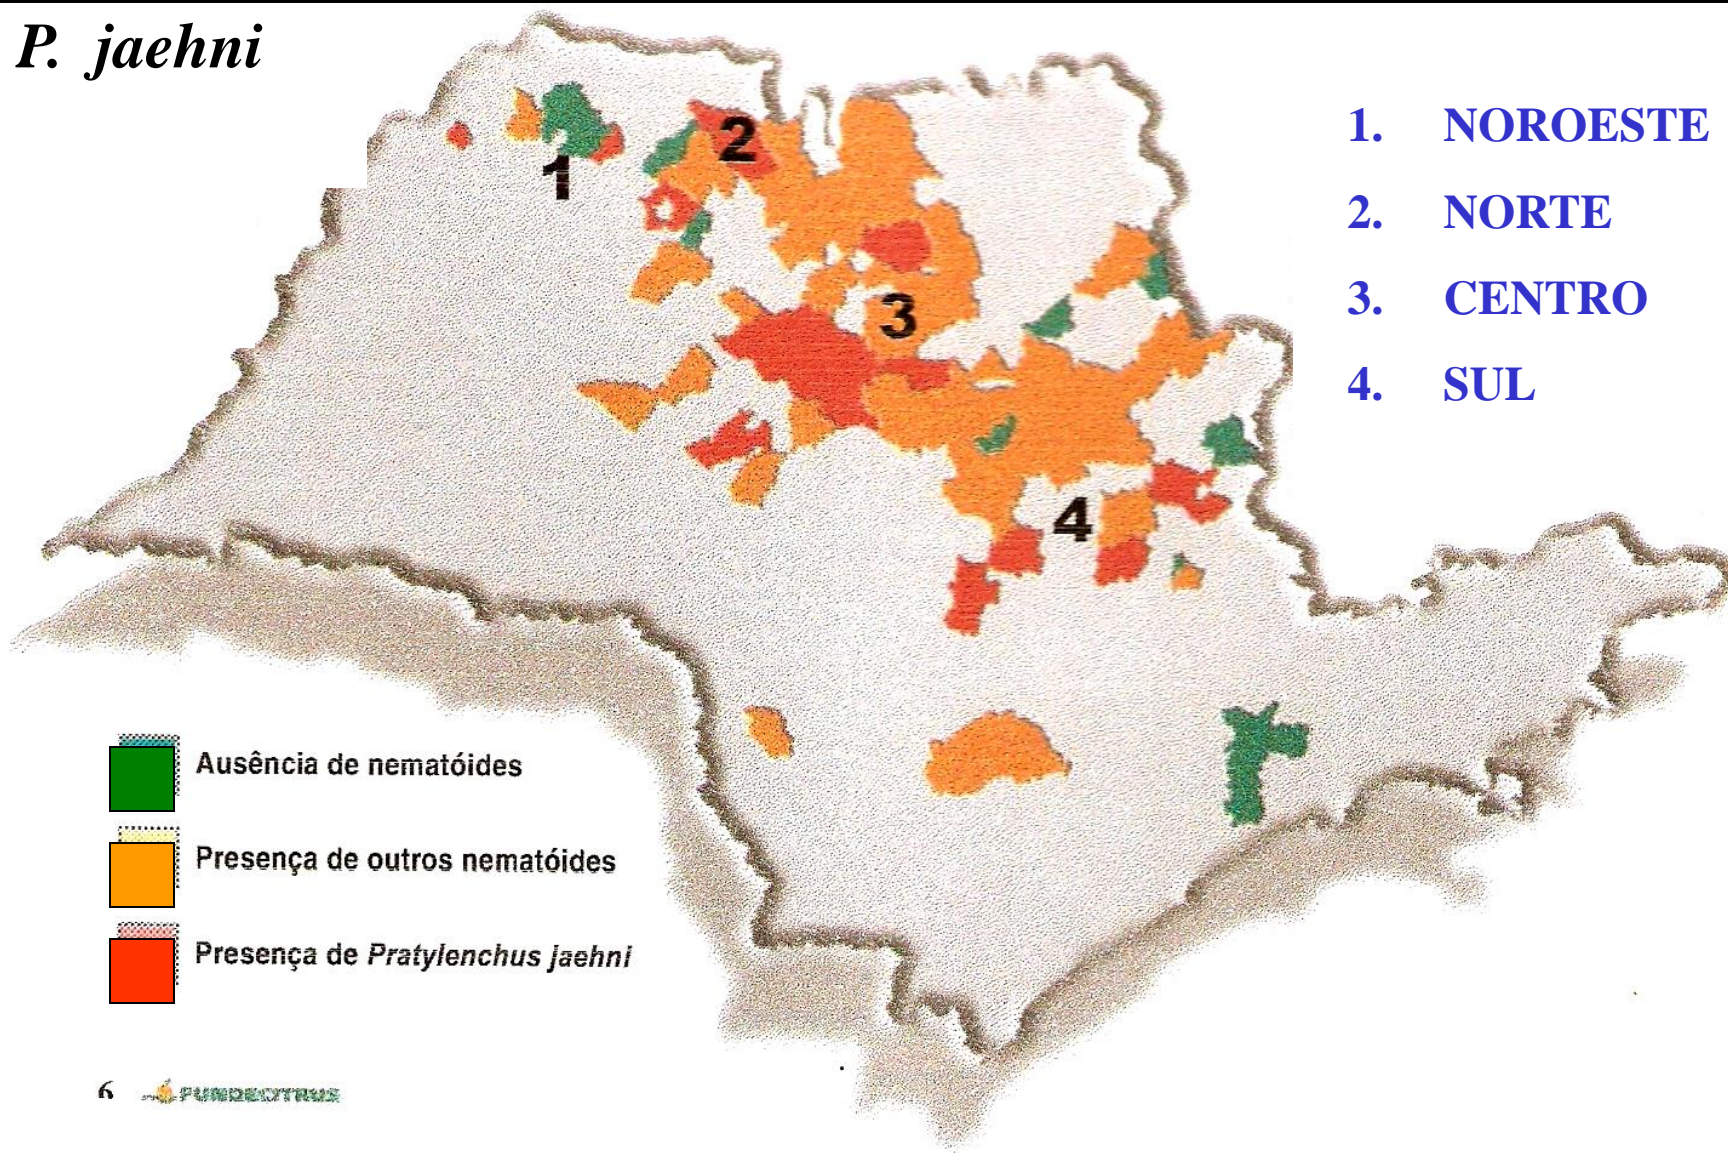 P. jaehni
1. NOROESTE
2. NORTE
3. CENTRO
4. SUL
1
2
3
4
Ausência de nematóides
Presença de outros nematóides
Presença de Pratylenchus jaehni
6 FUNDECITRUS